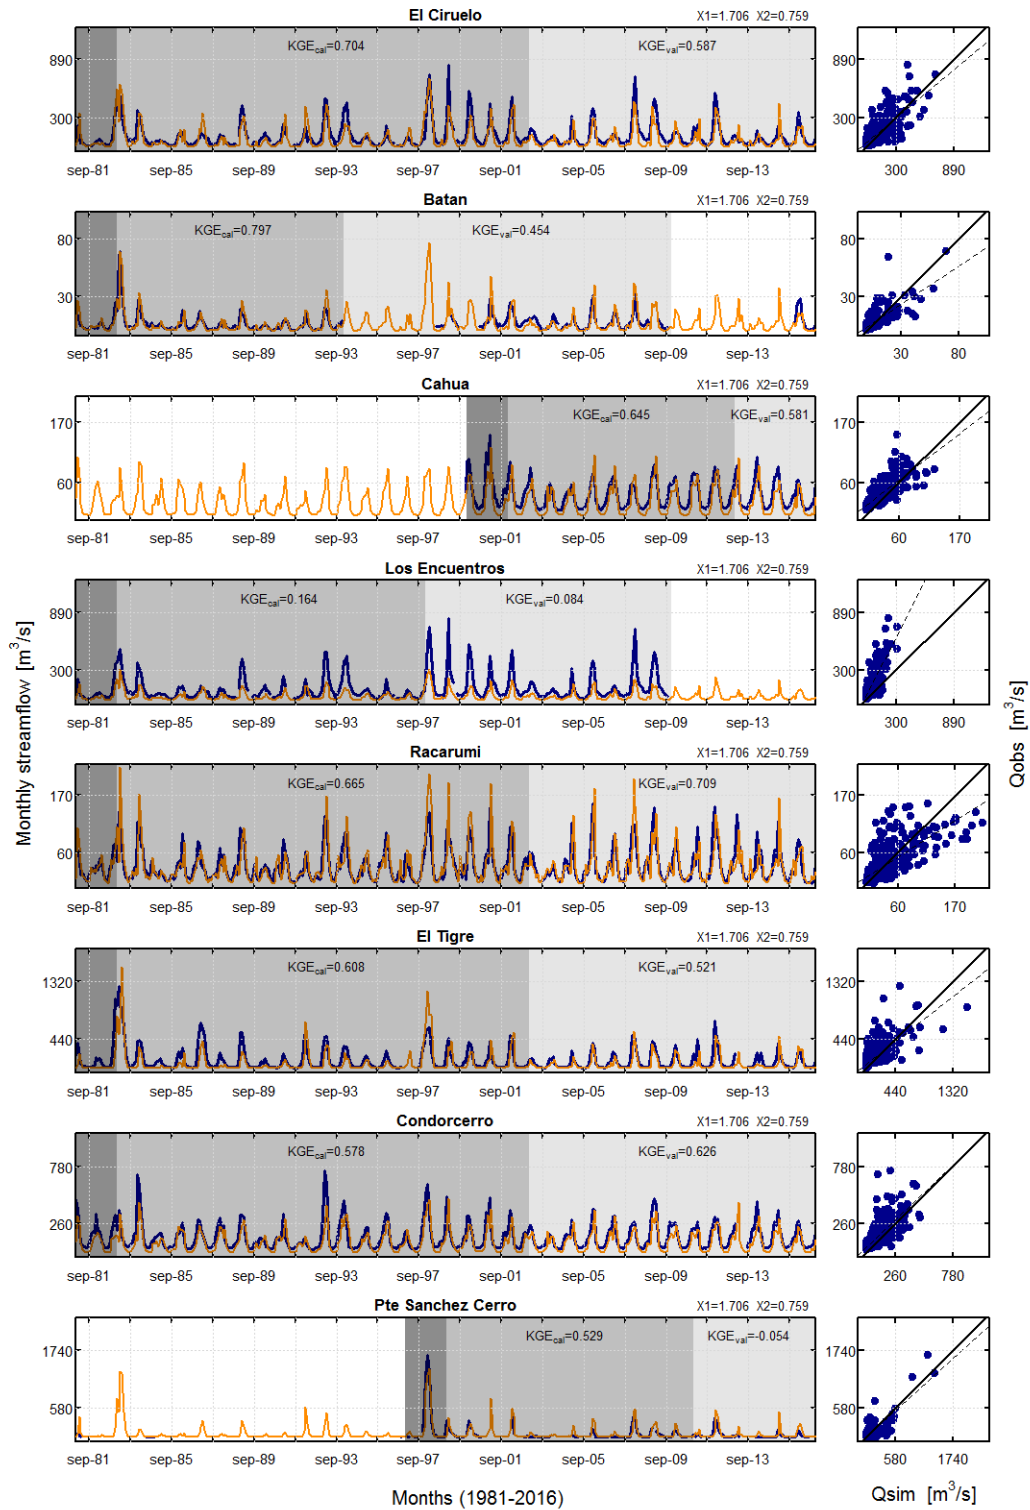 El Ciruelo
X1=1.706 X2=0.759
KGEcal=0.704
KGEval=0.587
890
300
sep-81 sep-85 sep-89 sep-93 sep-97 sep-01 sep-05 sep-09 sep-13
890
300
300 890
Batan
X1=1.706 X2=0.759
KGEcal=0.797
KGEval=0.454
80
30
sep-81 sep-85 sep-89 sep-93 sep-97 sep-01 sep-05 sep-09 sep-13
80
30
30 80
Cahua
X1=1.706 X2=0.759
KGEcal=0.645
KGEval=0.581
170
60
sep-81 sep-85 sep-89 sep-93 sep-97 sep-01 sep-05 sep-09 sep-13
170
60
60 170
Los Encuentros
X1=1.706 X2=0.759
KGEcal=0.164
KGEval=0.084
890
300
sep-81 sep-85 sep-89 sep-93 sep-97 sep-01 sep-05 sep-09 sep-13
890
300
300 890
Racarumi
X1=1.706 X2=0.759
KGEcal=0.665
KGEval=0.709
170
60
sep-81 sep-85 sep-89 sep-93 sep-97 sep-01 sep-05 sep-09 sep-13
170
60
60 170
El Tigre
X1=1.706 X2=0.759
KGEcal=0.608
KGEval=0.521
1320
440
sep-81 sep-85 sep-89 sep-93 sep-97 sep-01 sep-05 sep-09 sep-13
1320
440
440 1320
Condorcerro
X1=1.706 X2=0.759
KGEcal=0.578
KGEval=0.626
780
260
sep-81 sep-85 sep-89 sep-93 sep-97 sep-01 sep-05 sep-09 sep-13
780
260
260 780
Pte Sanchez Cerro
X1=1.706 X2=0.759
KGEcal=0.529
KGEval=-0.054
1740
580
sep-81 sep-85 sep-89 sep-93 sep-97 sep-01 sep-05 sep-09 sep-13
1740
580
580 1740
Monthly streamflow [m³/s]
Qobs [m³/s]
Months (1981-2016)
Qsim [m³/s]